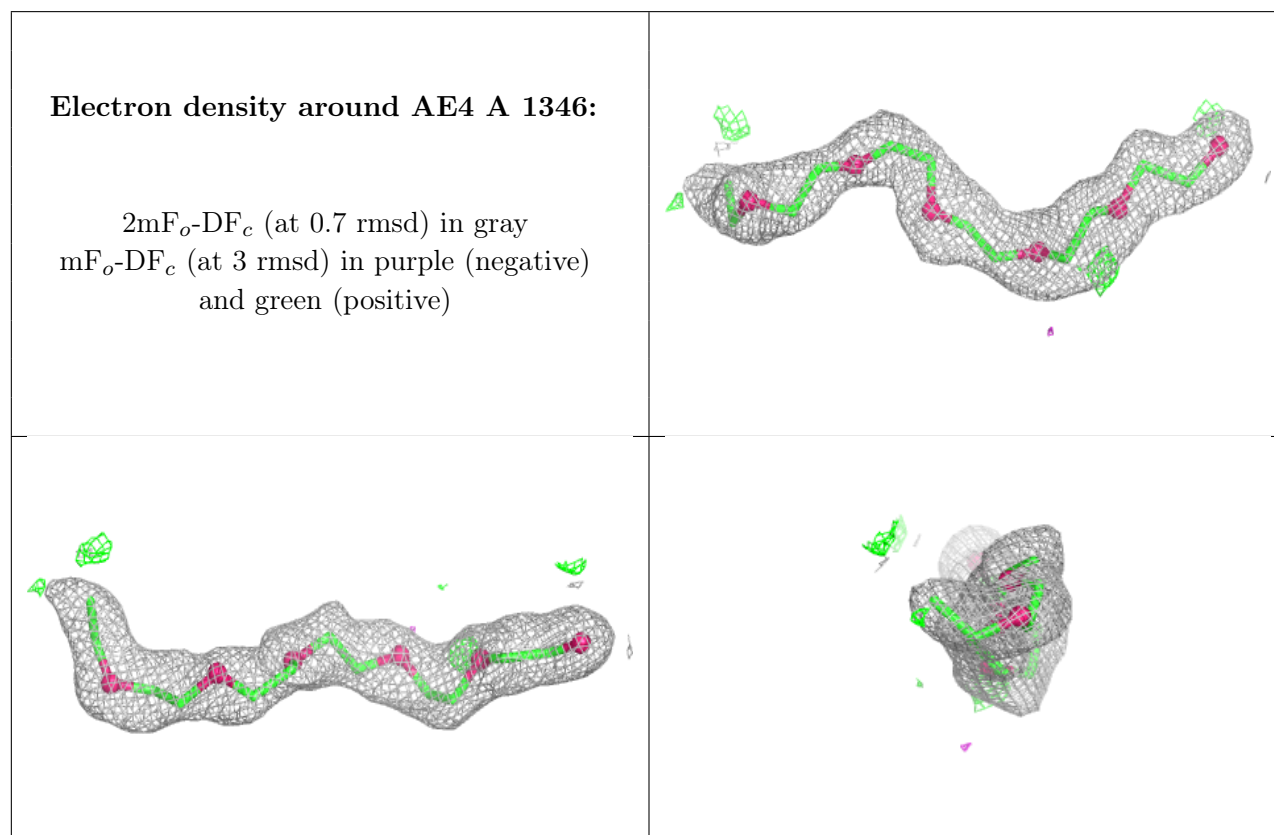 Electron density around AE4 A 1346:
2mFo-DFc (at 0.7 rmsd) in gray
mFo-DFc (at 3 rmsd) in purple (negative)
and green (positive)